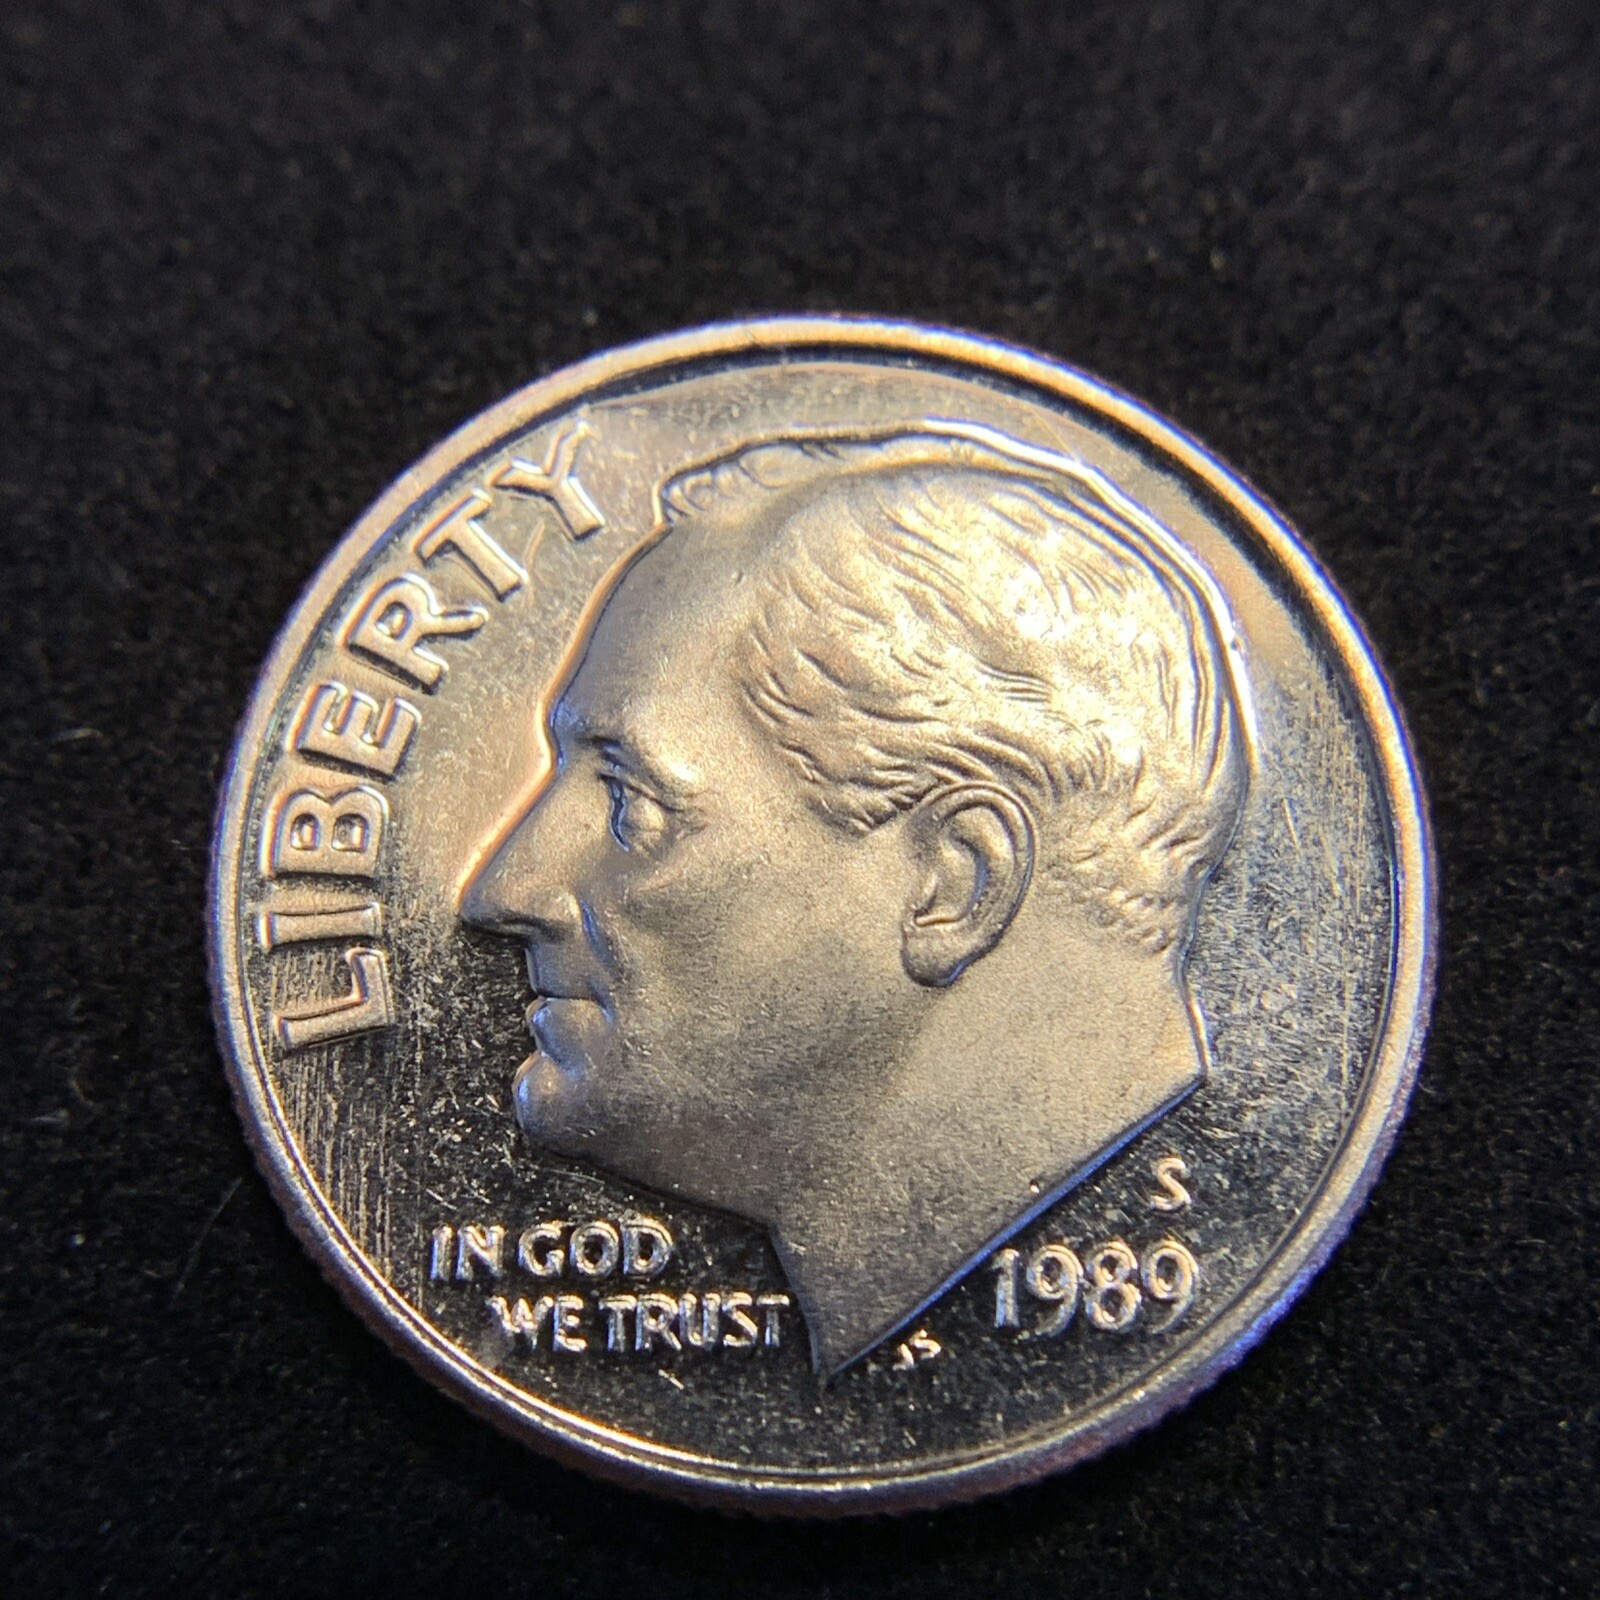 LIBERTY
IN GOD
WE TRUST
JS
S
1989